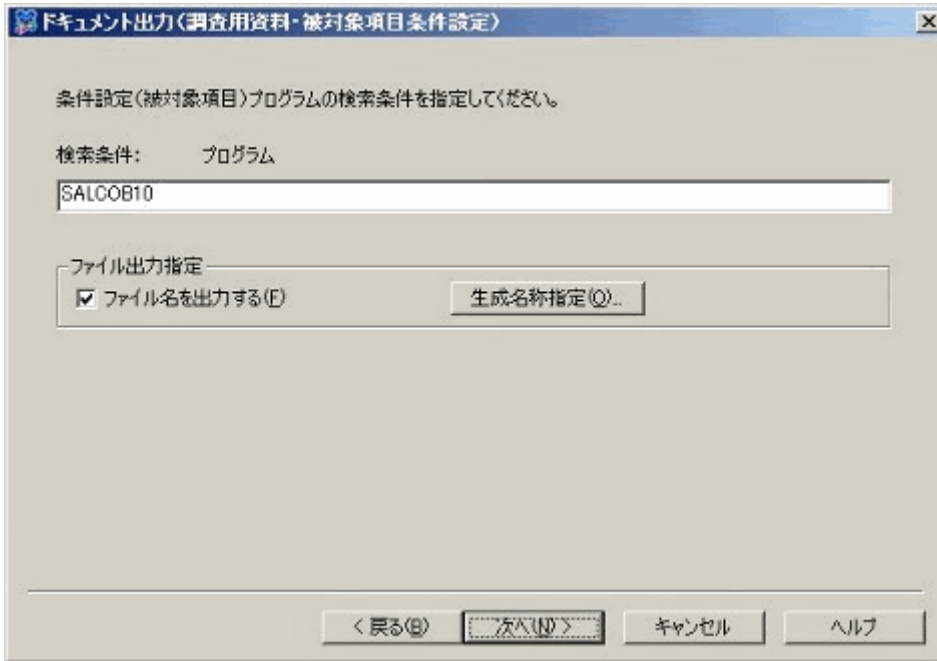 ドキュメント出力(調査用資料・被対象項目条件設定)
条件設定(被対象項目)プログラムの検索条件を指定してください。
検索条件: プログラム
SALCOB10
ファイル出力指定
ファイル名を出力する(F) 生成名称指定(O)...
< 戻る(B) 次へ(N) > キャンセル ヘルプ